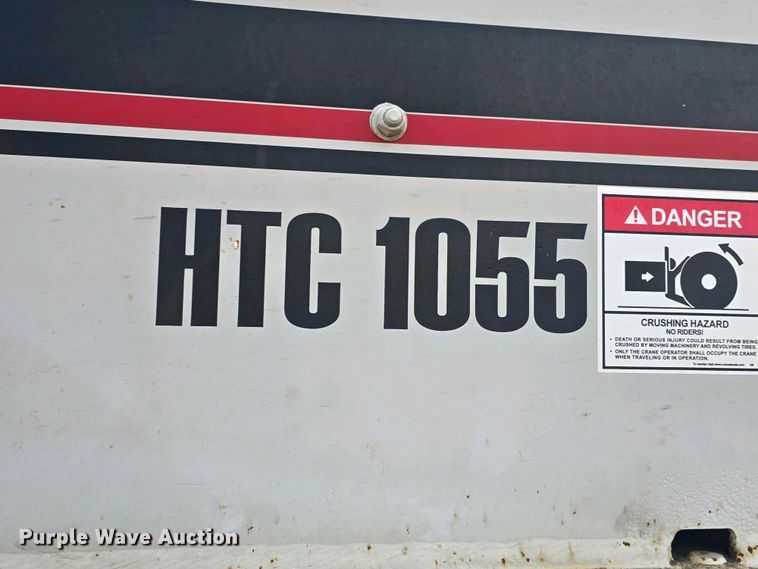 HTC 1055
DANGER
CRUSHING HAZARD
NO RIDERS!
• DEATH OR SERIOUS INJURY COULD RESULT FROM BEING
CRUSHED BY MOVING MACHINERY AND REVOLVING TIRES.
• ONLY THE CRANE OPERATOR SHALL OCCUPY THE CRANE
WHEN TRAVELING OR IN OPERATION.
Purple Wave Auction